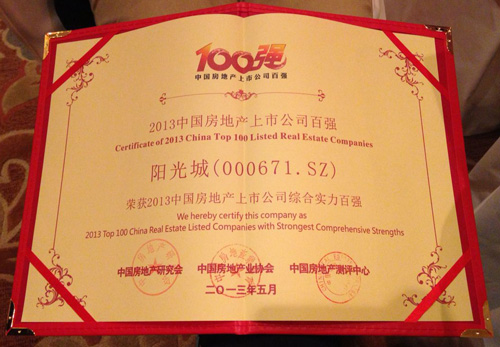 100强
中国房地产上市公司百强
2013中国房地产上市公司百强
Certificate of 2013 China Top 100 Listed Real Estate Companies
阳光城(000671.SZ)
荣获2013中国房地产上市公司综合实力百强
We hereby certify this company as
2013 Top 100 China Real Estate Listed Companies with Strongest Comprehensive Strengths
中国房地产研究会 中国房地产业协会 中国房地产测评中心
二〇一三年五月